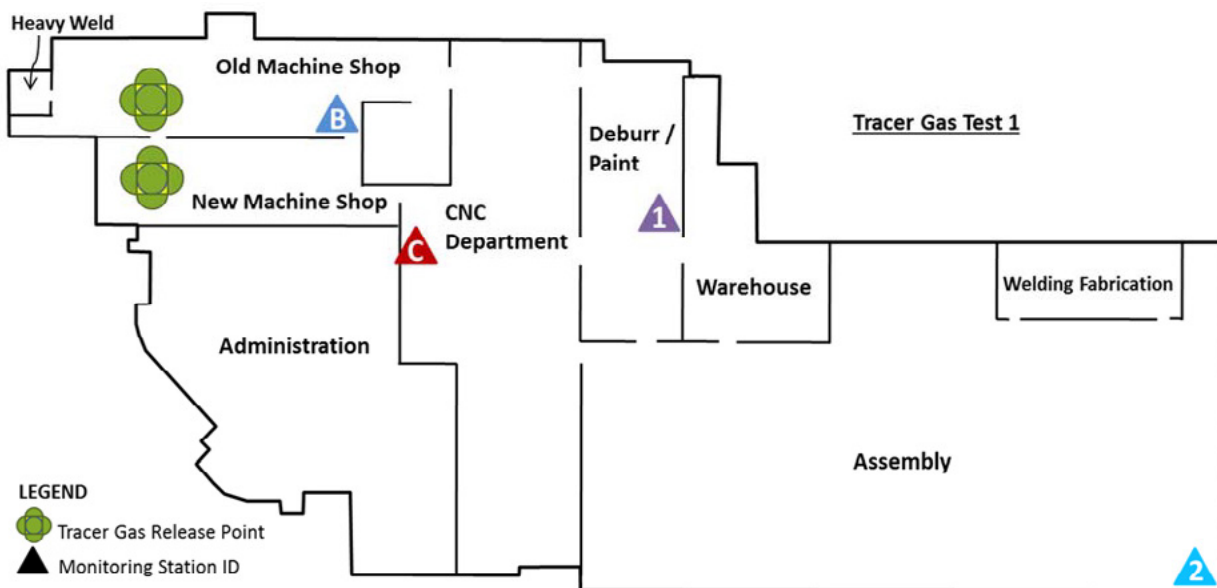 Heavy Weld
Old Machine Shop
B
Deburr /
Paint
Tracer Gas Test 1
New Machine Shop
1
CNC
Department
C
Warehouse
Welding Fabrication
Administration
Assembly
LEGEND
Tracer Gas Release Point
Monitoring Station ID
2